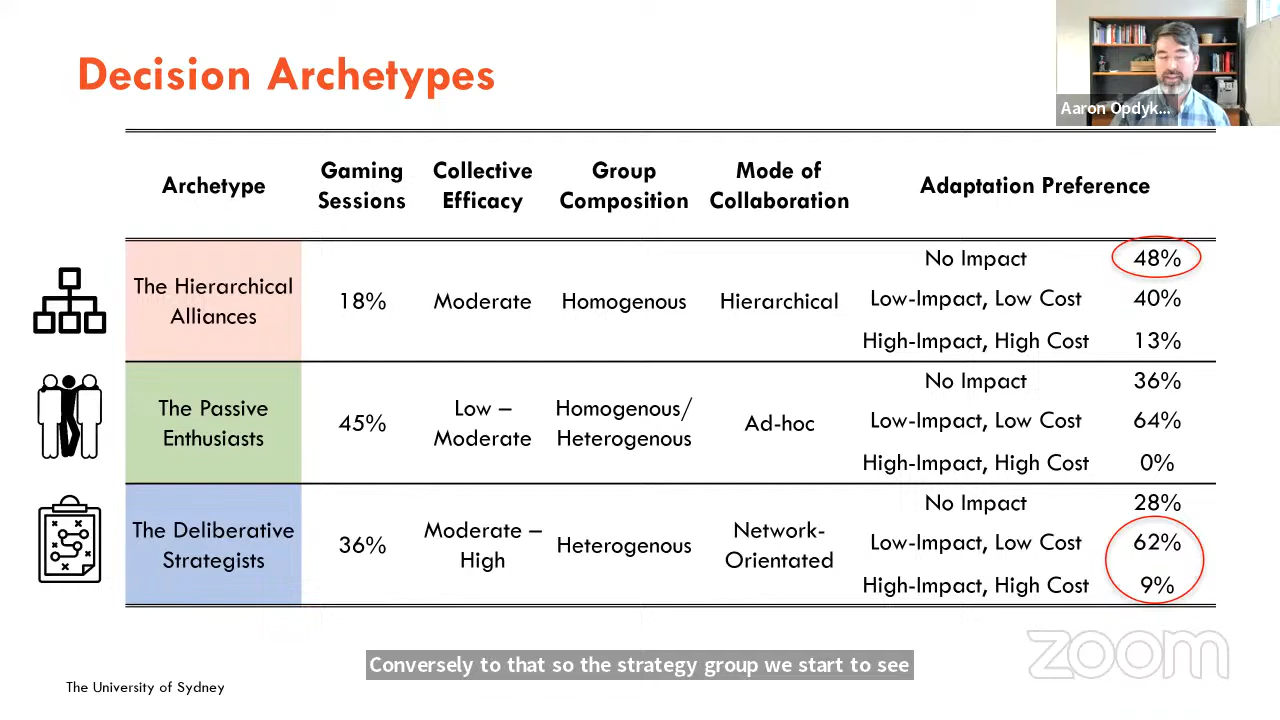 Decision Archetypes
Aaron Opdyk...
Archetype
Gaming
Sessions
Collective
Efficacy
Group
Composition
Mode of
Collaboration
Adaptation Preference
The Hierarchical
Alliances
18%
Moderate
Homogenous
Hierarchical
No Impact 48%
Low-Impact, Low Cost 40%
High-Impact, High Cost 13%
The Passive
Enthusiasts
45%
Low –
Moderate
Homogenous/
Heterogenous
Ad-hoc
No Impact 36%
Low-Impact, Low Cost 64%
High-Impact, High Cost 0%
The Deliberative
Strategists
36%
Moderate –
High
Heterogenous
Network-
Orientated
No Impact 28%
Low-Impact, Low Cost 62%
High-Impact, High Cost 9%
zoom
Conversely to that so the strategy group we start to see
The University of Sydney